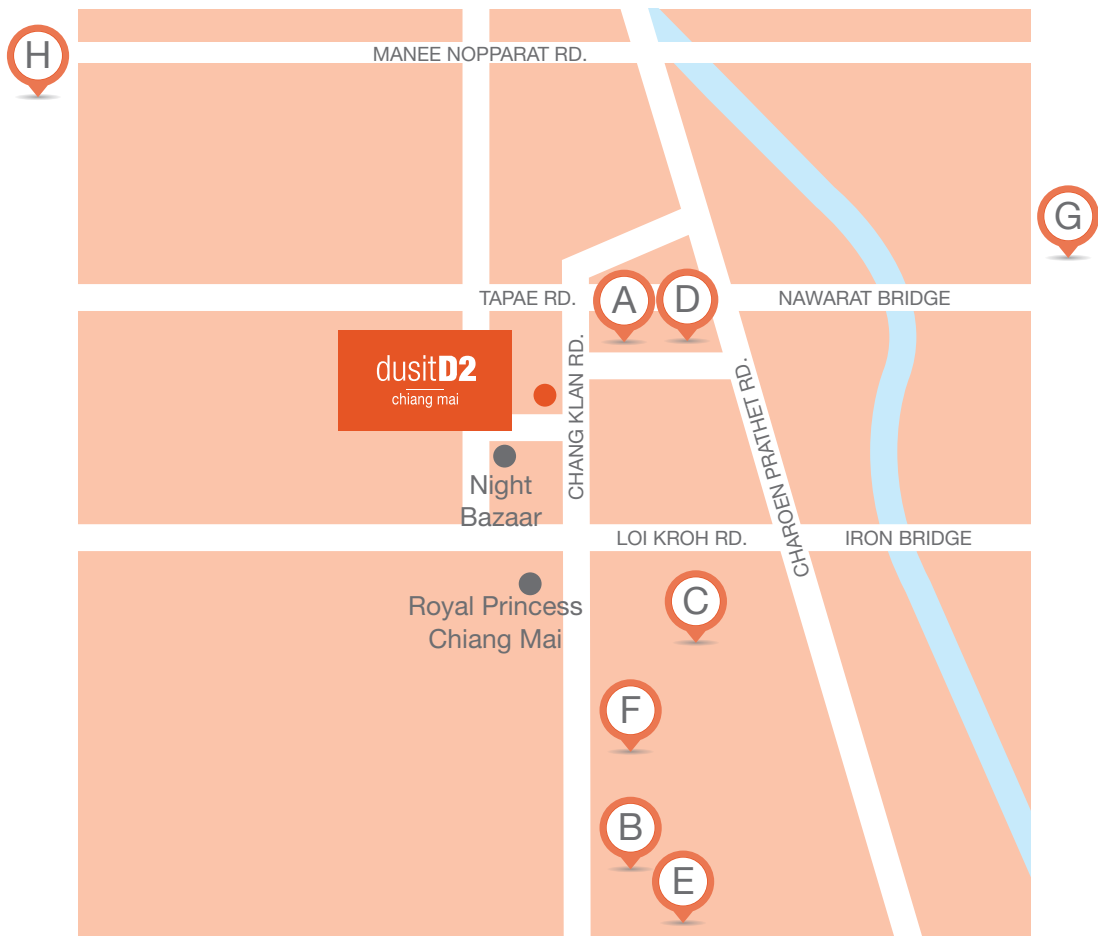 H
MANEE NOPPARAT RD.
G
TAPAE RD.
A
D
NAWARAT BRIDGE
dusitD2
chiang mai
CHANG KLAN RD.
CHAROEN PRATHET RD.
Night
Bazaar
LOI KROH RD.
IRON BRIDGE
Royal Princess
Chiang Mai
C
F
B
E